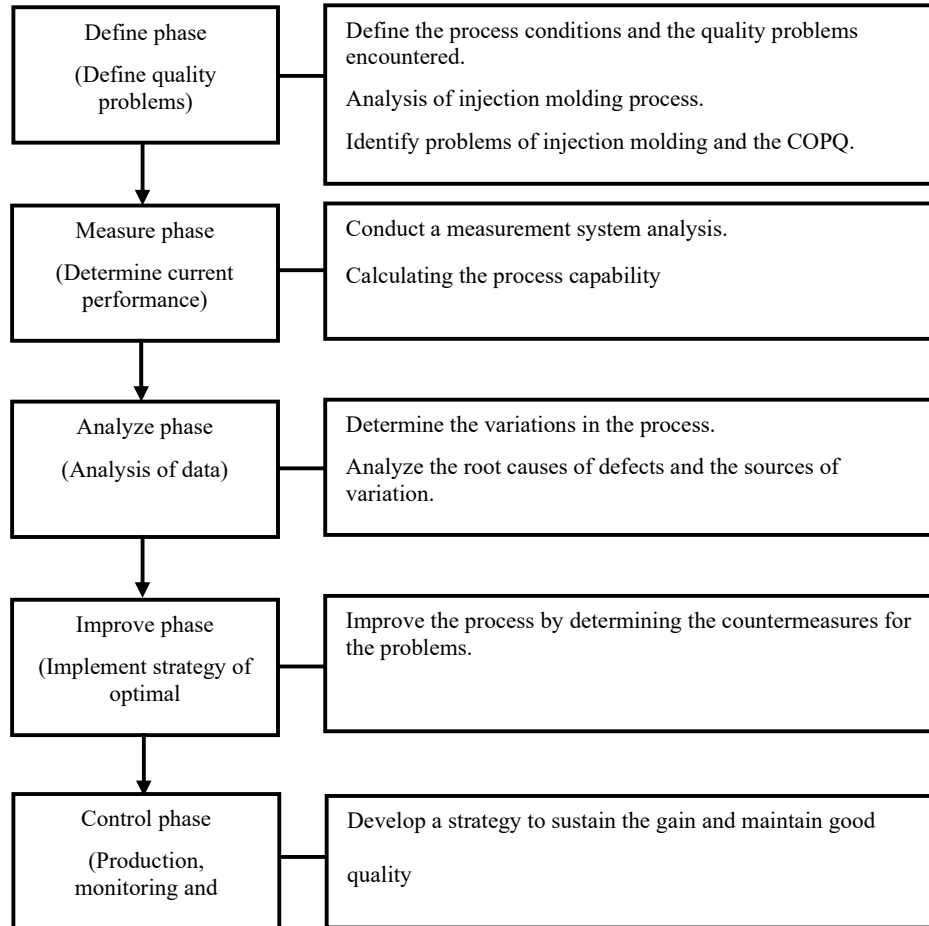 Define phase
(Define quality
problems)
Define the process conditions and the quality problems
encountered.
Analysis of injection molding process.
Identify problems of injection molding and the COPQ.
Measure phase
(Determine current
performance)
Conduct a measurement system analysis.
Calculating the process capability
Analyze phase
(Analysis of data)
Determine the variations in the process.
Analyze the root causes of defects and the sources of
variation.
Improve phase
(Implement strategy of
optimal
Improve the process by determining the countermeasures for
the problems.
Control phase
(Production,
monitoring and
Develop a strategy to sustain the gain and maintain good
quality